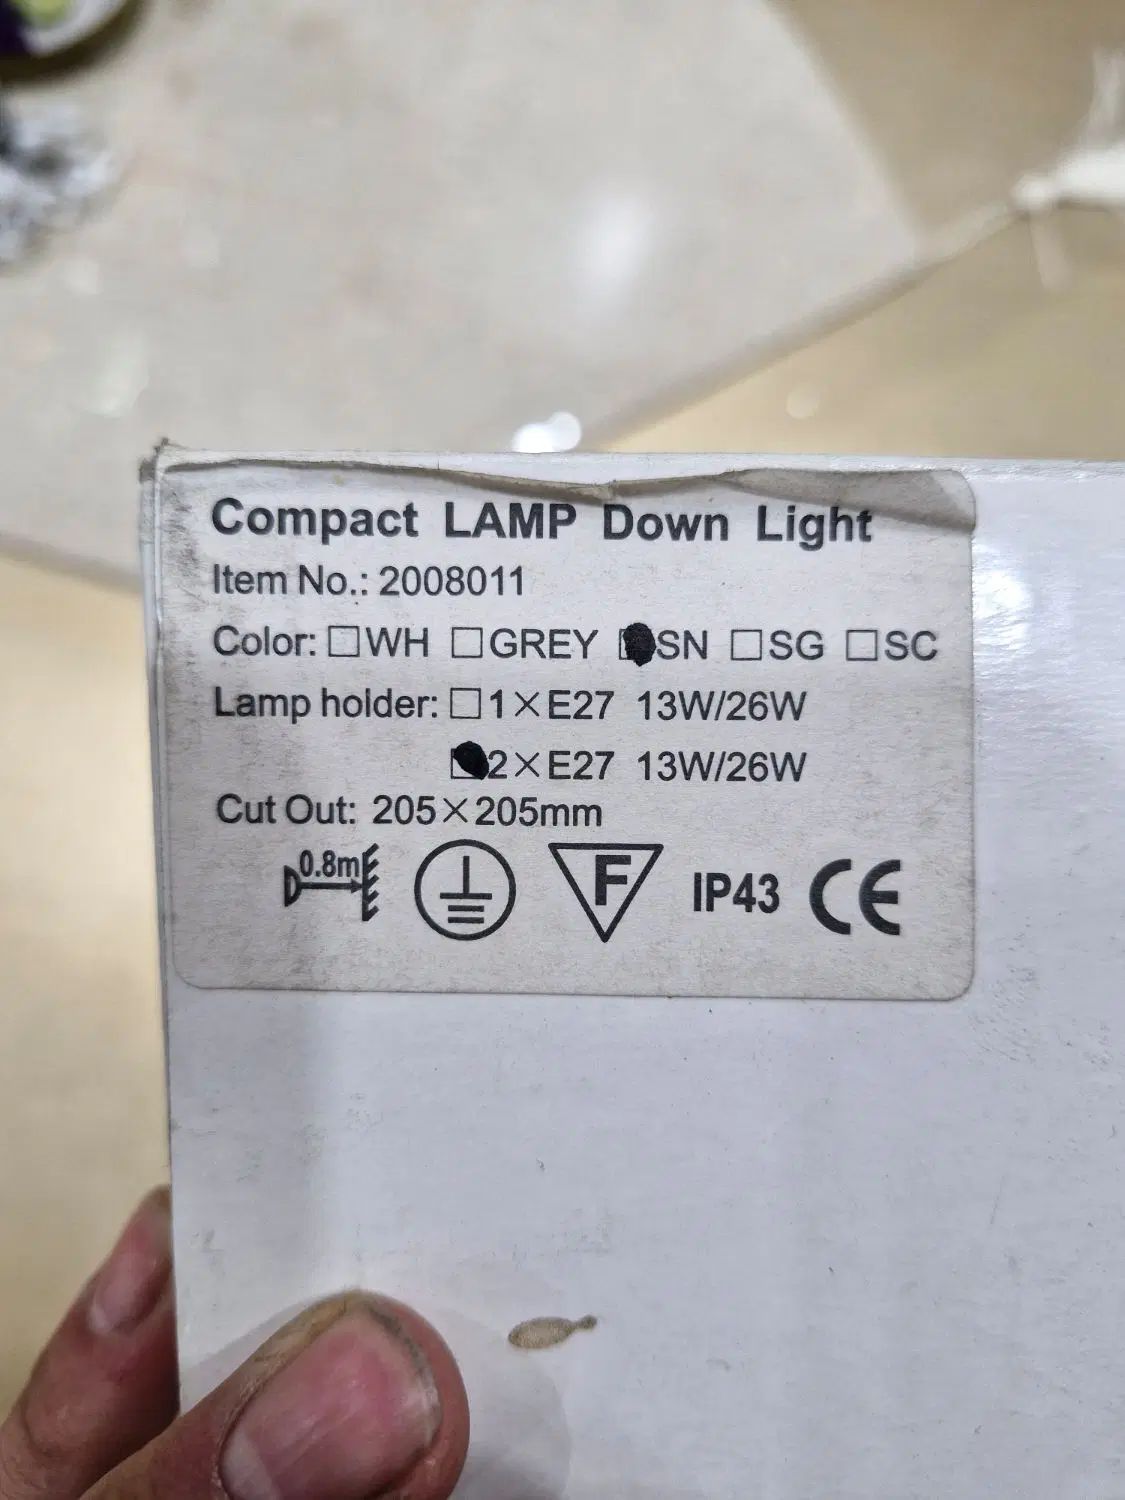 Compact LAMP Down Light
Item No.: 2008011
Color: □WH □GREY ■SN □SG □SC
Lamp holder: □1×E27 13W/26W
■2×E27 13W/26W
Cut Out: 205×205mm
0.8m F IP43 CE